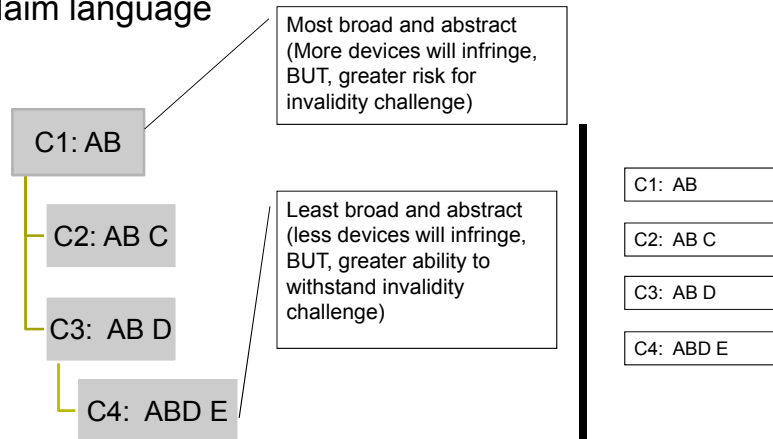 laim language
Most broad and abstract
(More devices will infringe,
BUT, greater risk for
invalidity challenge)
C1: AB
C2: AB C
C3:  AB D
C4:  ABD E
Least broad and abstract
(less devices will infringe,
BUT, greater ability to
withstand invalidity
challenge)
C1:  AB
C2:  AB C
C3:  AB D
C4:  ABD E